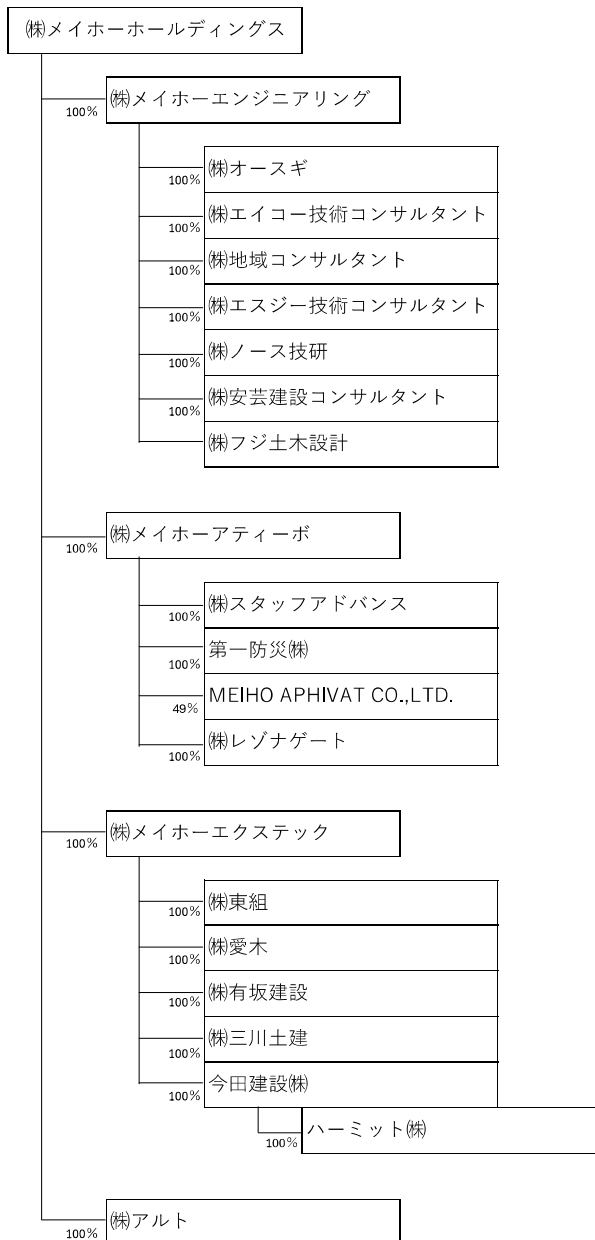 ㈱メイホーホールディングス
100%
㈱メイホーエンジニアリング
100%
㈱オースギ
100%
㈱エイコー技術コンサルタント
100%
㈱地域コンサルタント
100%
㈱エスジー技術コンサルタント
100%
㈱ノース技研
100%
㈱安芸建設コンサルタント
㈱フジ土木設計
100%
㈱メイホーアティーボ
100%
㈱スタッフアドバンス
100%
第一防災㈱
49%
MEIHO APHIVAT CO.,LTD.
100%
㈱レゾナゲート
100%
㈱メイホーエクステック
100%
㈱東組
100%
㈱愛木
100%
㈱有坂建設
100%
㈱三川土建
100%
今田建設㈱
100%
ハーミット㈱
100%
㈱アルト